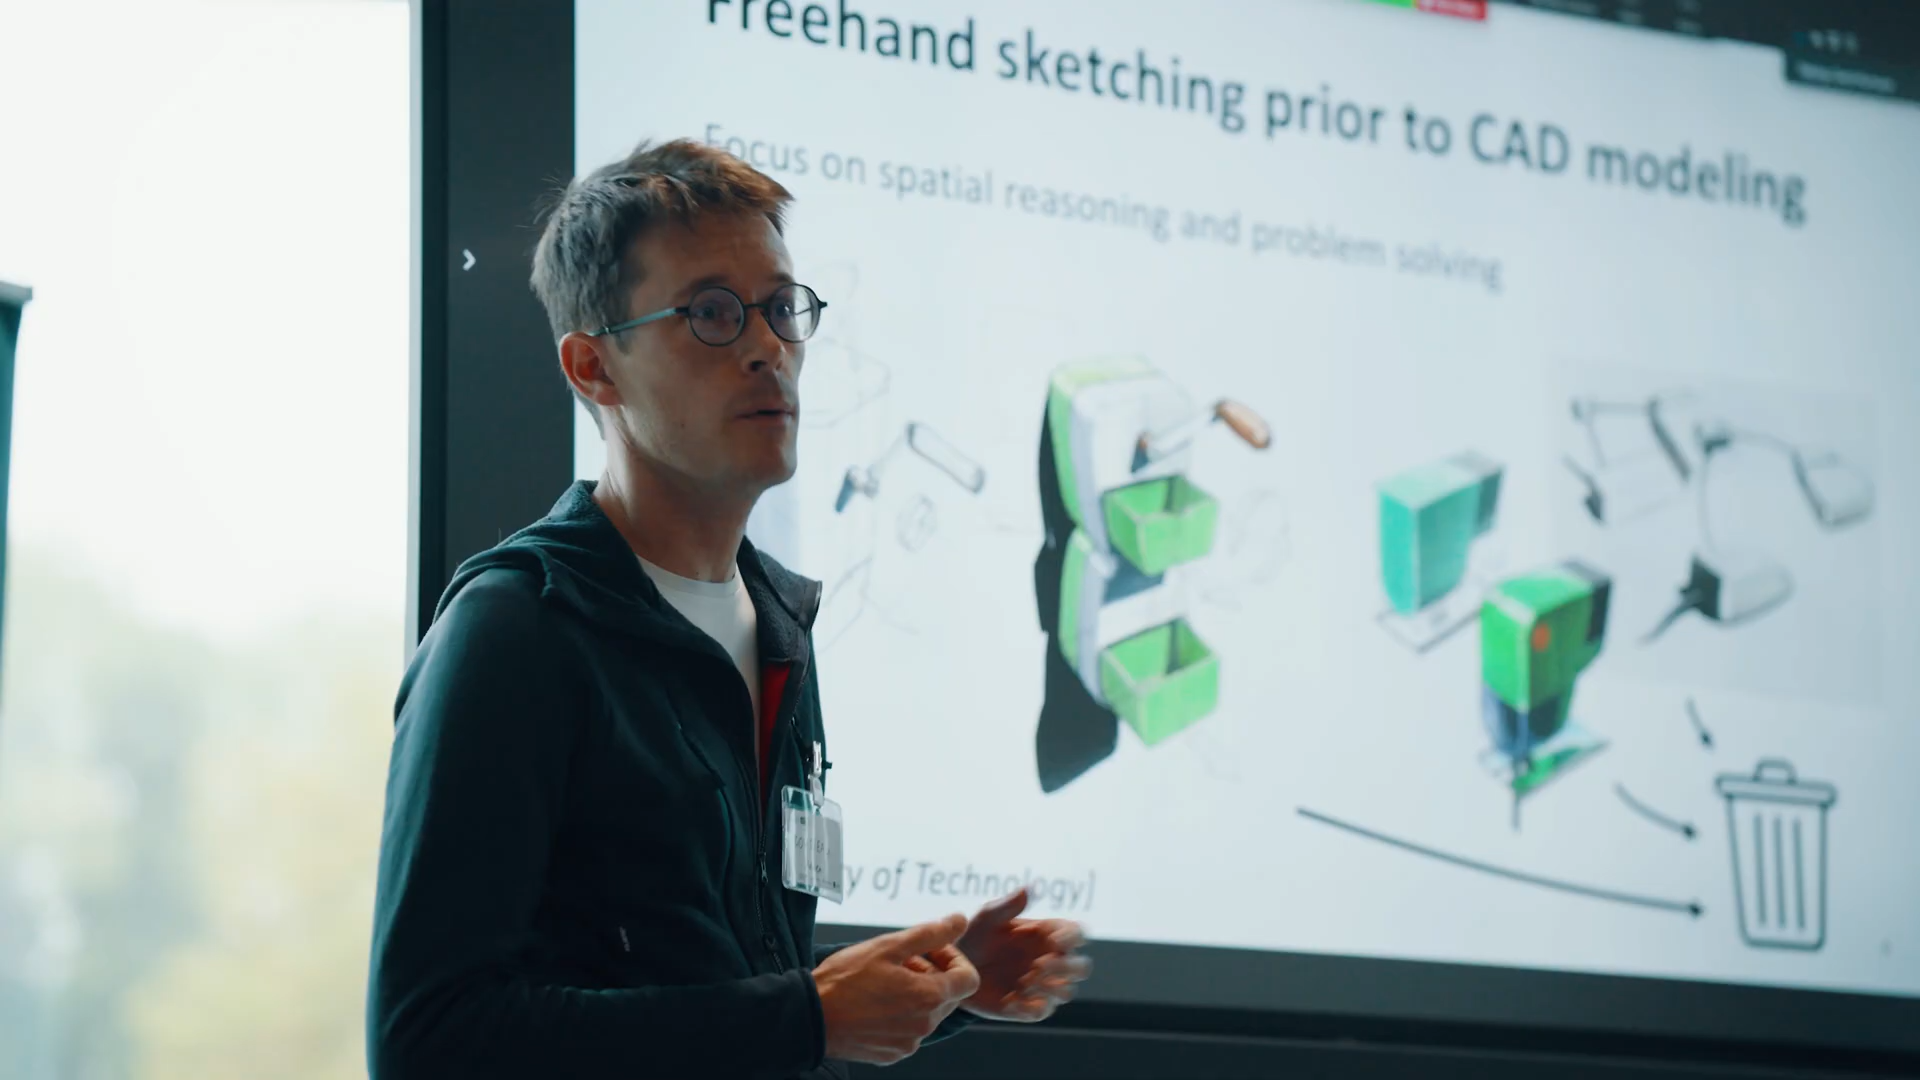 Freehand sketching prior to CAD modeling
Focus on spatial reasoning and problem solving
of Technology]